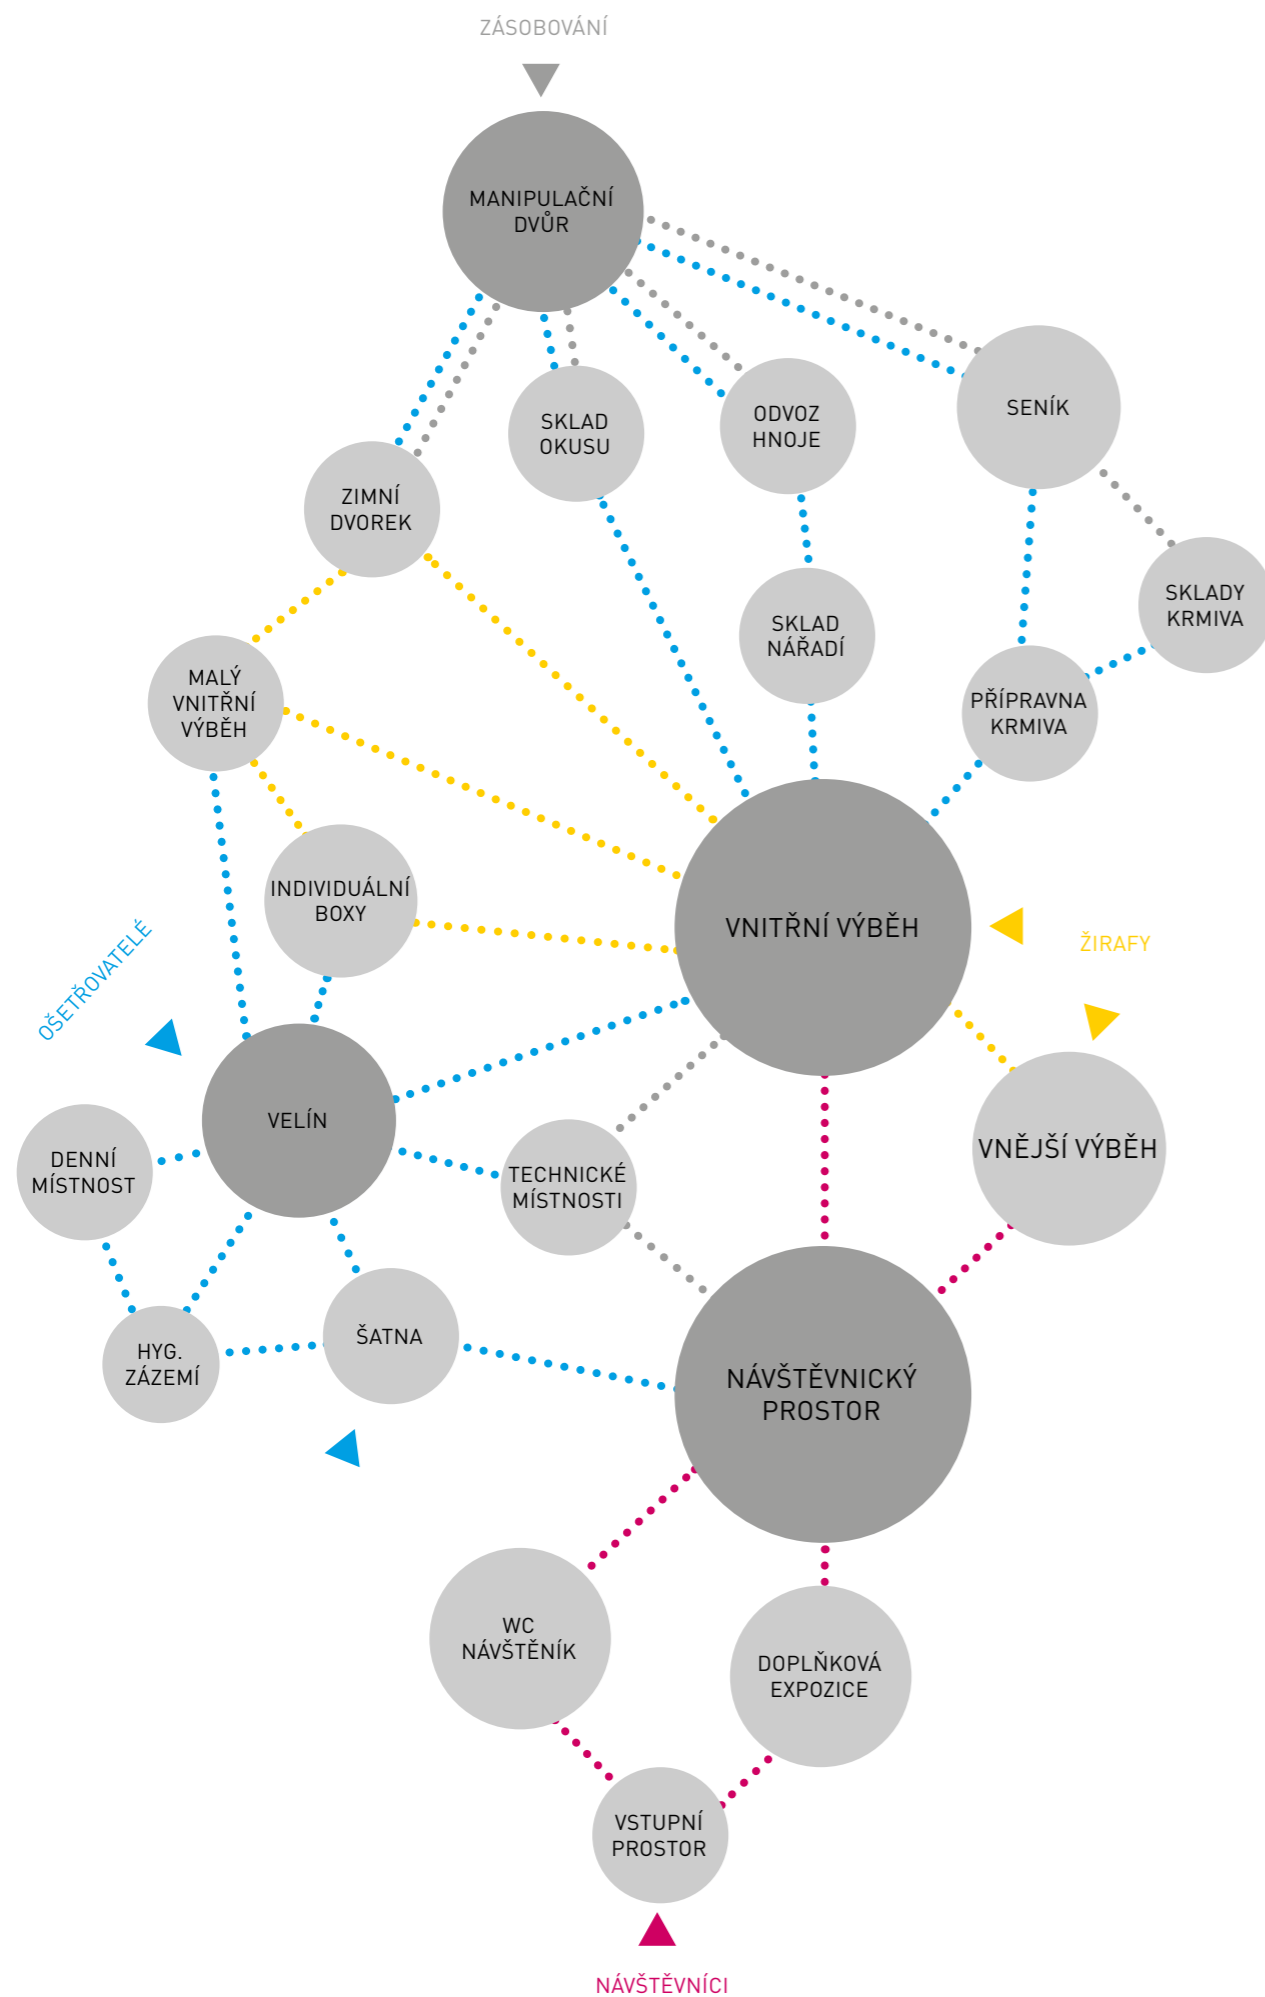 ZÁSOBOVÁNÍ
MANIPULAČNÍ
DVŮR
SENÍK
SKLAD
OKUSU
ODVOZ
HNOJE
ZIMNÍ
DVOREK
SKLADY
KRMIVA
SKLAD
NÁŘADÍ
MALÝ
VNITŘNÍ
VÝBĚH
PŘÍPRAVNA
KRMIVA
INDIVIDUÁLNÍ
BOXY
VNITŘNÍ VÝBĚH
ŽIRAFY
OŠETŘOVATELÉ
VELÍN
VNĚJŠÍ VÝBĚH
DENNÍ
MÍSTNOST
TECHNICKÉ
MÍSTNOSTI
HYG.
ZÁZEMÍ
ŠATNA
NÁVŠTĚVNICKÝ
PROSTOR
WC
NÁVŠTĚNÍK
DOPLŇKOVÁ
EXPOZICE
VSTUPNÍ
PROSTOR
NÁVŠTĚVNÍCI